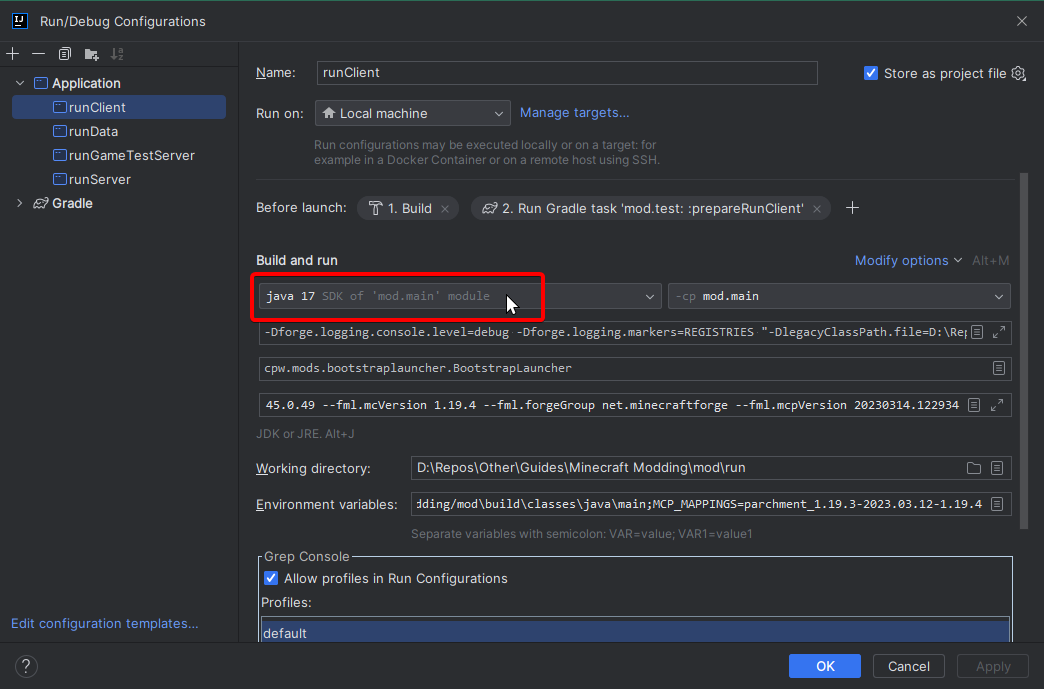 IJ Run/Debug Configurations
Application
runClient
runData
runGameTestServer
runServer
Gradle
Edit configuration templates...
Name: runClient
Store as project file
Run on: Local machine Manage targets...
Run configurations may be executed locally or on a target: for
example in a Docker Container or on a remote host using SSH.
Before launch: 1. Build 2. Run Gradle task 'mod.test: :prepareRunClient'
Build and run Modify options Alt+M
java 17 SDK of 'mod.main' module -cp mod.main
-Dforge.logging.console.level=debug -Dforge.logging.markers=REGISTRIES "-DlegacyClassPath.file=D:\Rep
cpw.mods.bootstraplauncher.BootstrapLauncher
45.0.49 --fml.mcVersion 1.19.4 --fml.forgeGroup net.minecraftforge --fml.mcpVersion 20230314.122934
JDK or JRE. Alt+J
Working directory: D:\Repos\Other\Guides\Minecraft Modding\mod\run
Environment variables: dding/mod\build\classes\java\main;MCP_MAPPINGS=parchment_1.19.3-2023.03.12-1.19.4
Separate variables with semicolon: VAR=value; VAR1=value1
Grep Console
Allow profiles in Run Configurations
Profiles:
default
? OK Cancel Apply